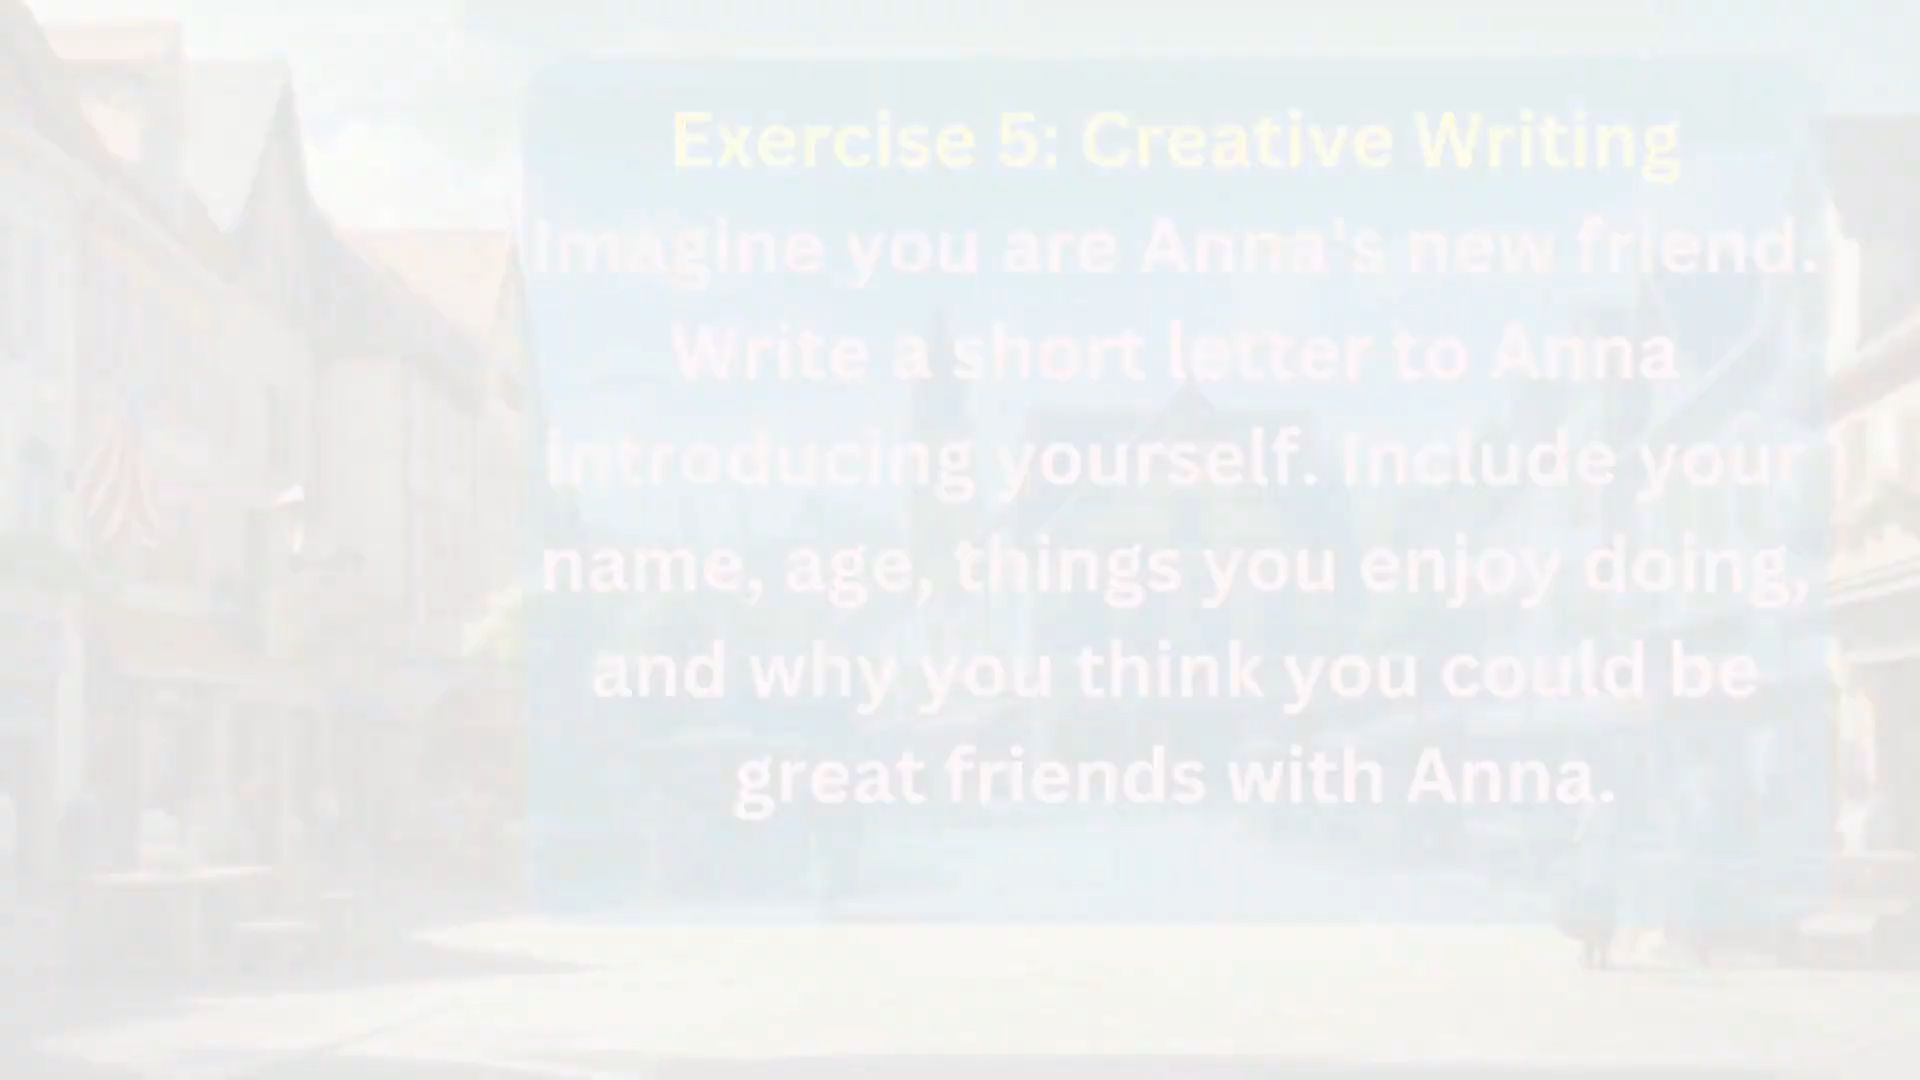 Exercise 5: Creative Writing
Imagine you are Anna's new friend.
Write a short letter to Anna
introducing yourself. Include your
name, age, things you enjoy doing,
and why you think you could be
great friends with Anna.